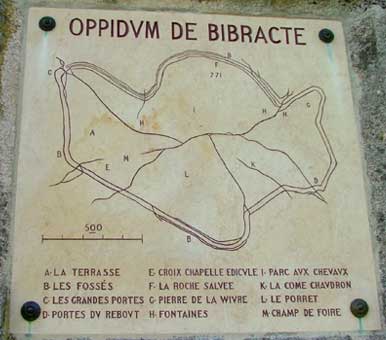 OPPIDVM DE BIBRACTE
B
F
771
C
G
H
I
H
H
A
M
E
K
B
L
D
B
500
A-LA TERRASSE
B-LES FOSSÉS
C-LES GRANDES PORTES
D-PORTES DV REBOVT
E-CROIX CHAPELLE EDICVLE
F-LA ROCHE SALVEE
G-PIERRE DE LA WIVRE
H-FONTAINES
I-PARC AVX CHEVAVX
K-LA COME CHAVDRON
L-LE PORRET
M-CHAMP DE FOIRE